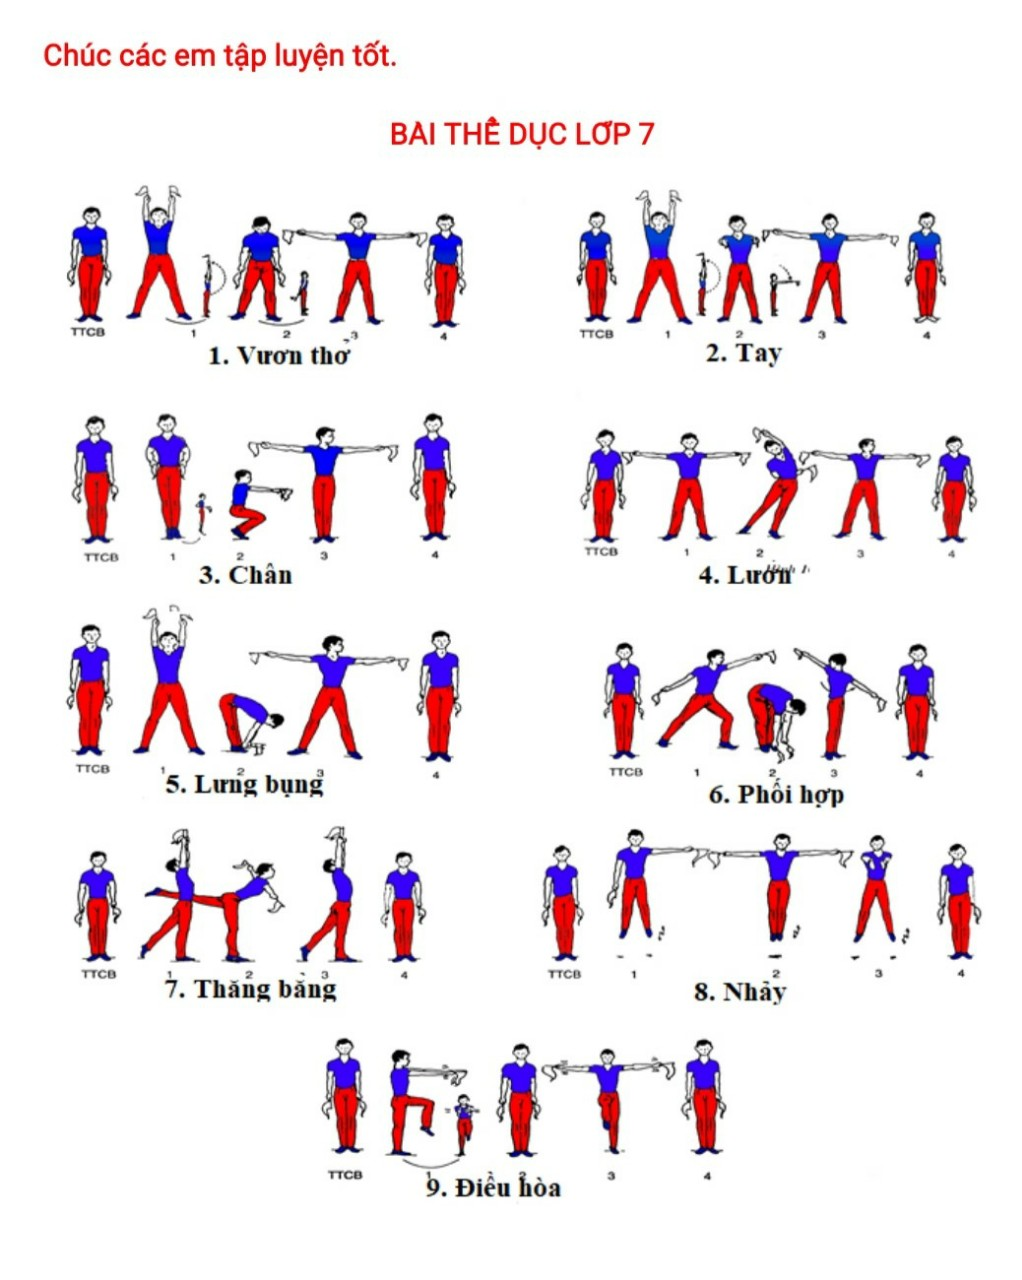 Chúc các em tập luyện tốt.
BÀI THỂ DỤC LỚP 7
TTCB 1 2 3 4
1. Vươn thở
TTCB 1 2 3 4
2. Tay
TTCB 1 2 3 4
3. Chân
TTCB 1 2 3 4
4. Lườn
TTCB 1 2 3 4
5. Lưng bụng
TTCB 1 2 3 4
6. Phối hợp
TTCB 1 2 3 4
7. Thăng bằng
TTCB 1 2 3 4
8. Nhảy
TTCB 1 2 3 4
9. Điều hòa